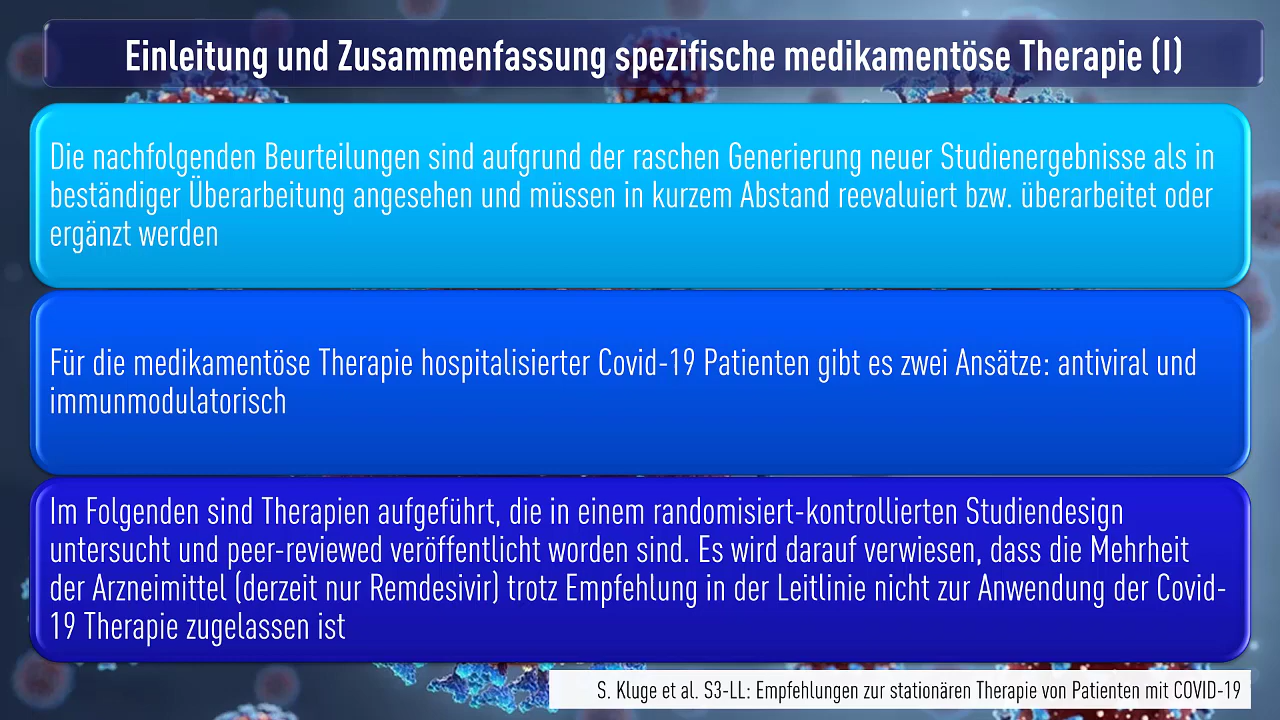 Einleitung und Zusammenfassung spezifische medikamentöse Therapie (I)
Die nachfolgenden Beurteilungen sind aufgrund der raschen Generierung neuer Studienergebnisse als in
beständiger Überarbeitung angesehen und müssen in kurzem Abstand reevaluiert bzw. überarbeitet oder
ergänzt werden
Für die medikamentöse Therapie hospitalisierter Covid-19 Patienten gibt es zwei Ansätze: antiviral und
immunmodulatorisch
Im Folgenden sind Therapien aufgeführt, die in einem randomisiert-kontrollierten Studiendesign
untersucht und peer-reviewed veröffentlicht worden sind. Es wird darauf verwiesen, dass die Mehrheit
der Arzneimittel (derzeit nur Remdesivir) trotz Empfehlung in der Leitlinie nicht zur Anwendung der Covid-
19 Therapie zugelassen ist
S. Kluge et al. S3-LL: Empfehlungen zur stationären Therapie von Patienten mit COVID-19